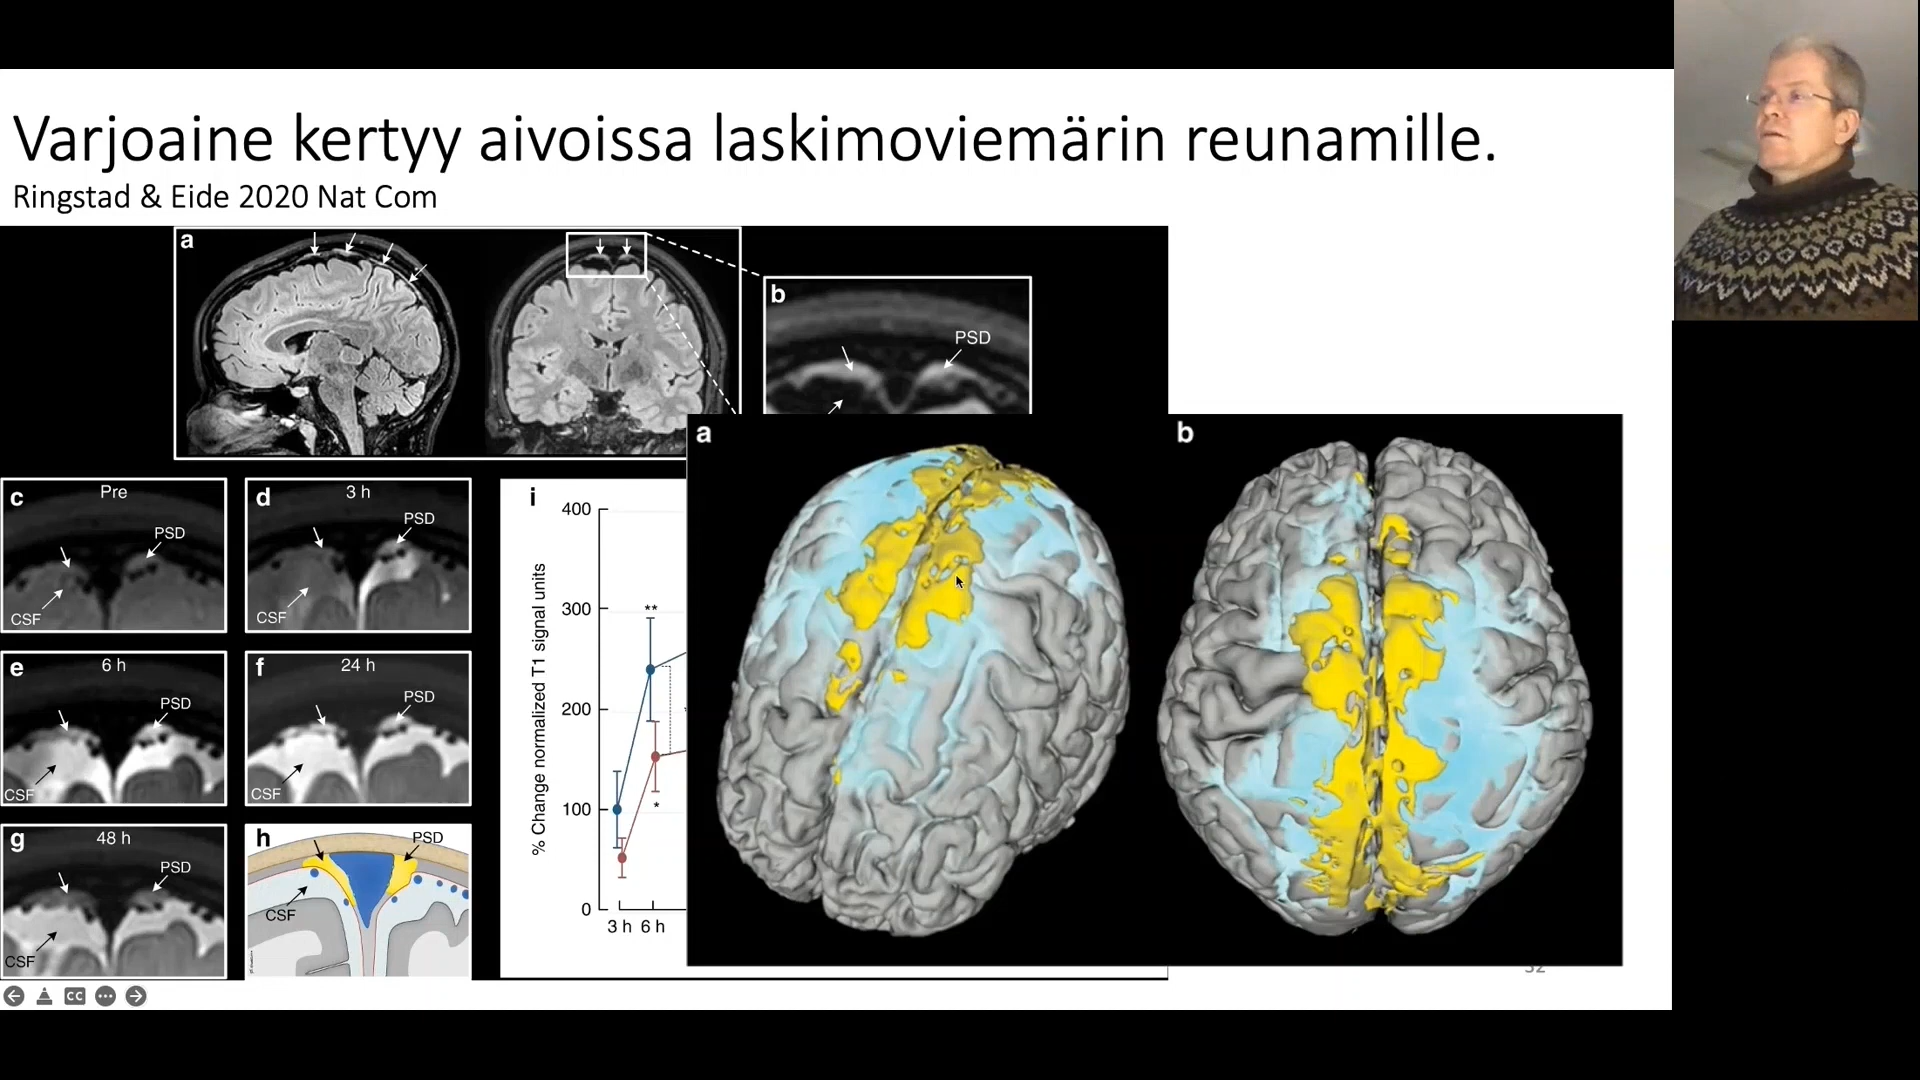 Varjoaine kertyy aivoissa laskimoviemärin reunamille.
Ringstad & Eide 2020 Nat Com
a
b
PSD
a
b
c
Pre
PSD
CSF
d
3 h
PSD
CSF
e
6 h
PSD
CSF
f
24 h
PSD
CSF
g
48 h
PSD
CSF
h
PSD
CSF
i
% Change normalized T1 signal units
400
300
200
100
0
**
*
3 h 6 h
CC